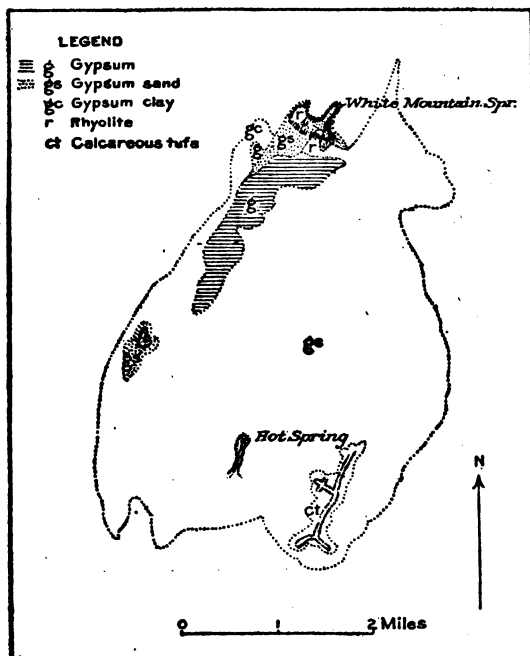 LEGEND
g Gypsum
gs Gypsum sand
gc Gypsum clay
r Rhyolite
ct Calcareous tufa
White Mountain Spr.
r
gc
gs
r
g
g
gs
Hot Spring
ct
N
0 1 2 Miles